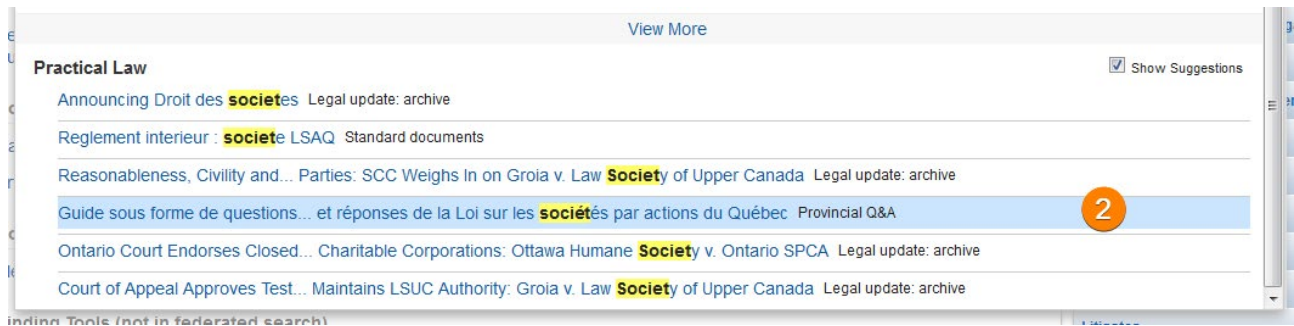 View More
Practical Law
Show Suggestions
Announcing Droit des societes Legal update: archive
Reglement interieur : societe LSAQ Standard documents
Reasonableness, Civility and... Parties: SCC Weighs In on Groia v. Law Society of Upper Canada Legal update: archive
Guide sous forme de questions... et réponses de la Loi sur les sociétés par actions du Québec Provincial Q&A
2
Ontario Court Endorses Closed... Charitable Corporations: Ottawa Humane Society v. Ontario SPCA Legal update: archive
Court of Appeal Approves Test... Maintains LSUC Authority: Groia v. Law Society of Upper Canada Legal update: archive
inding Tools (not in federated search)